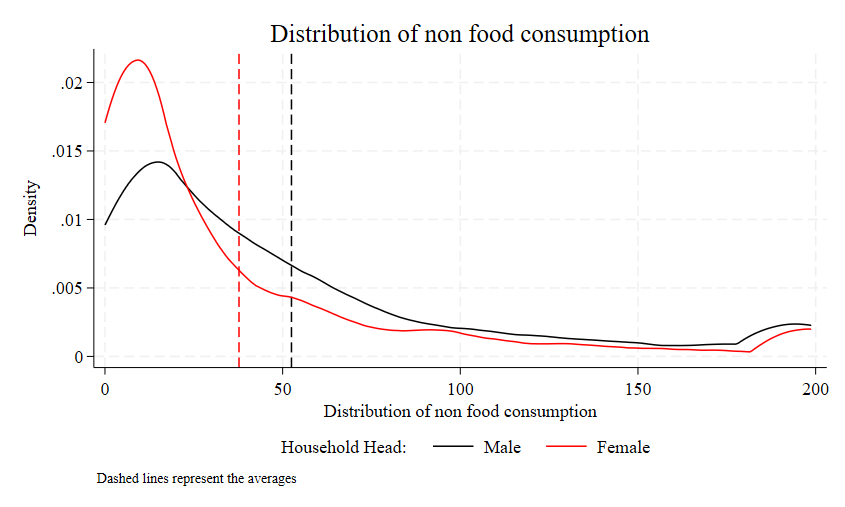 Distribution of non food consumption
Density
.02
.015
.01
.005
0
0 50 100 150 200
Distribution of non food consumption
Household Head: Male Female
Dashed lines represent the averages